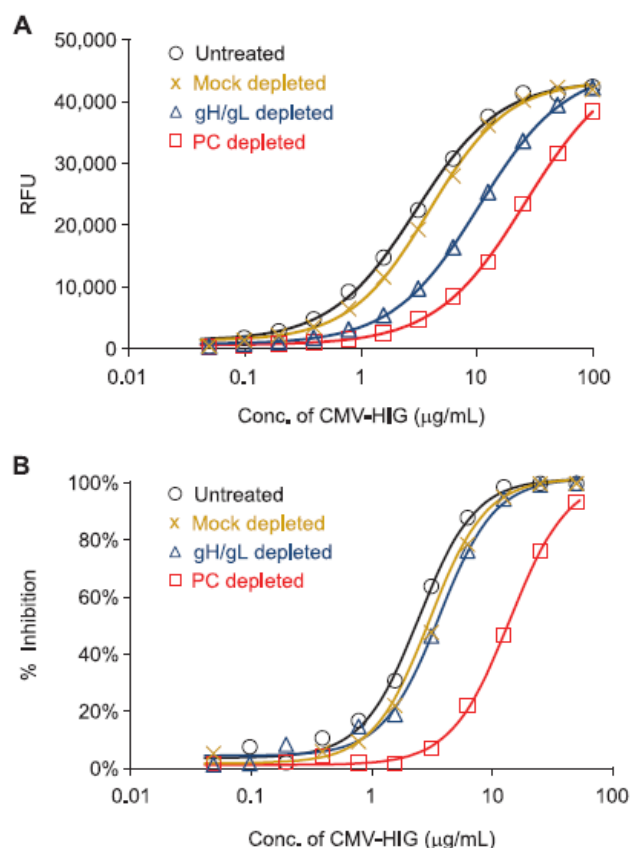 A
50,000
40,000
30,000
20,000
10,000
0
RFU
Untreated
Mock depleted
gH/gL depleted
PC depleted
0.01 0.1 1 10 100
Conc. of CMV-HIG (µg/mL)
B
100%
80%
60%
40%
20%
0%
% Inhibition
Untreated
Mock depleted
gH/gL depleted
PC depleted
0.01 0.1 1 10 100
Conc. of CMV-HIG (µg/mL)